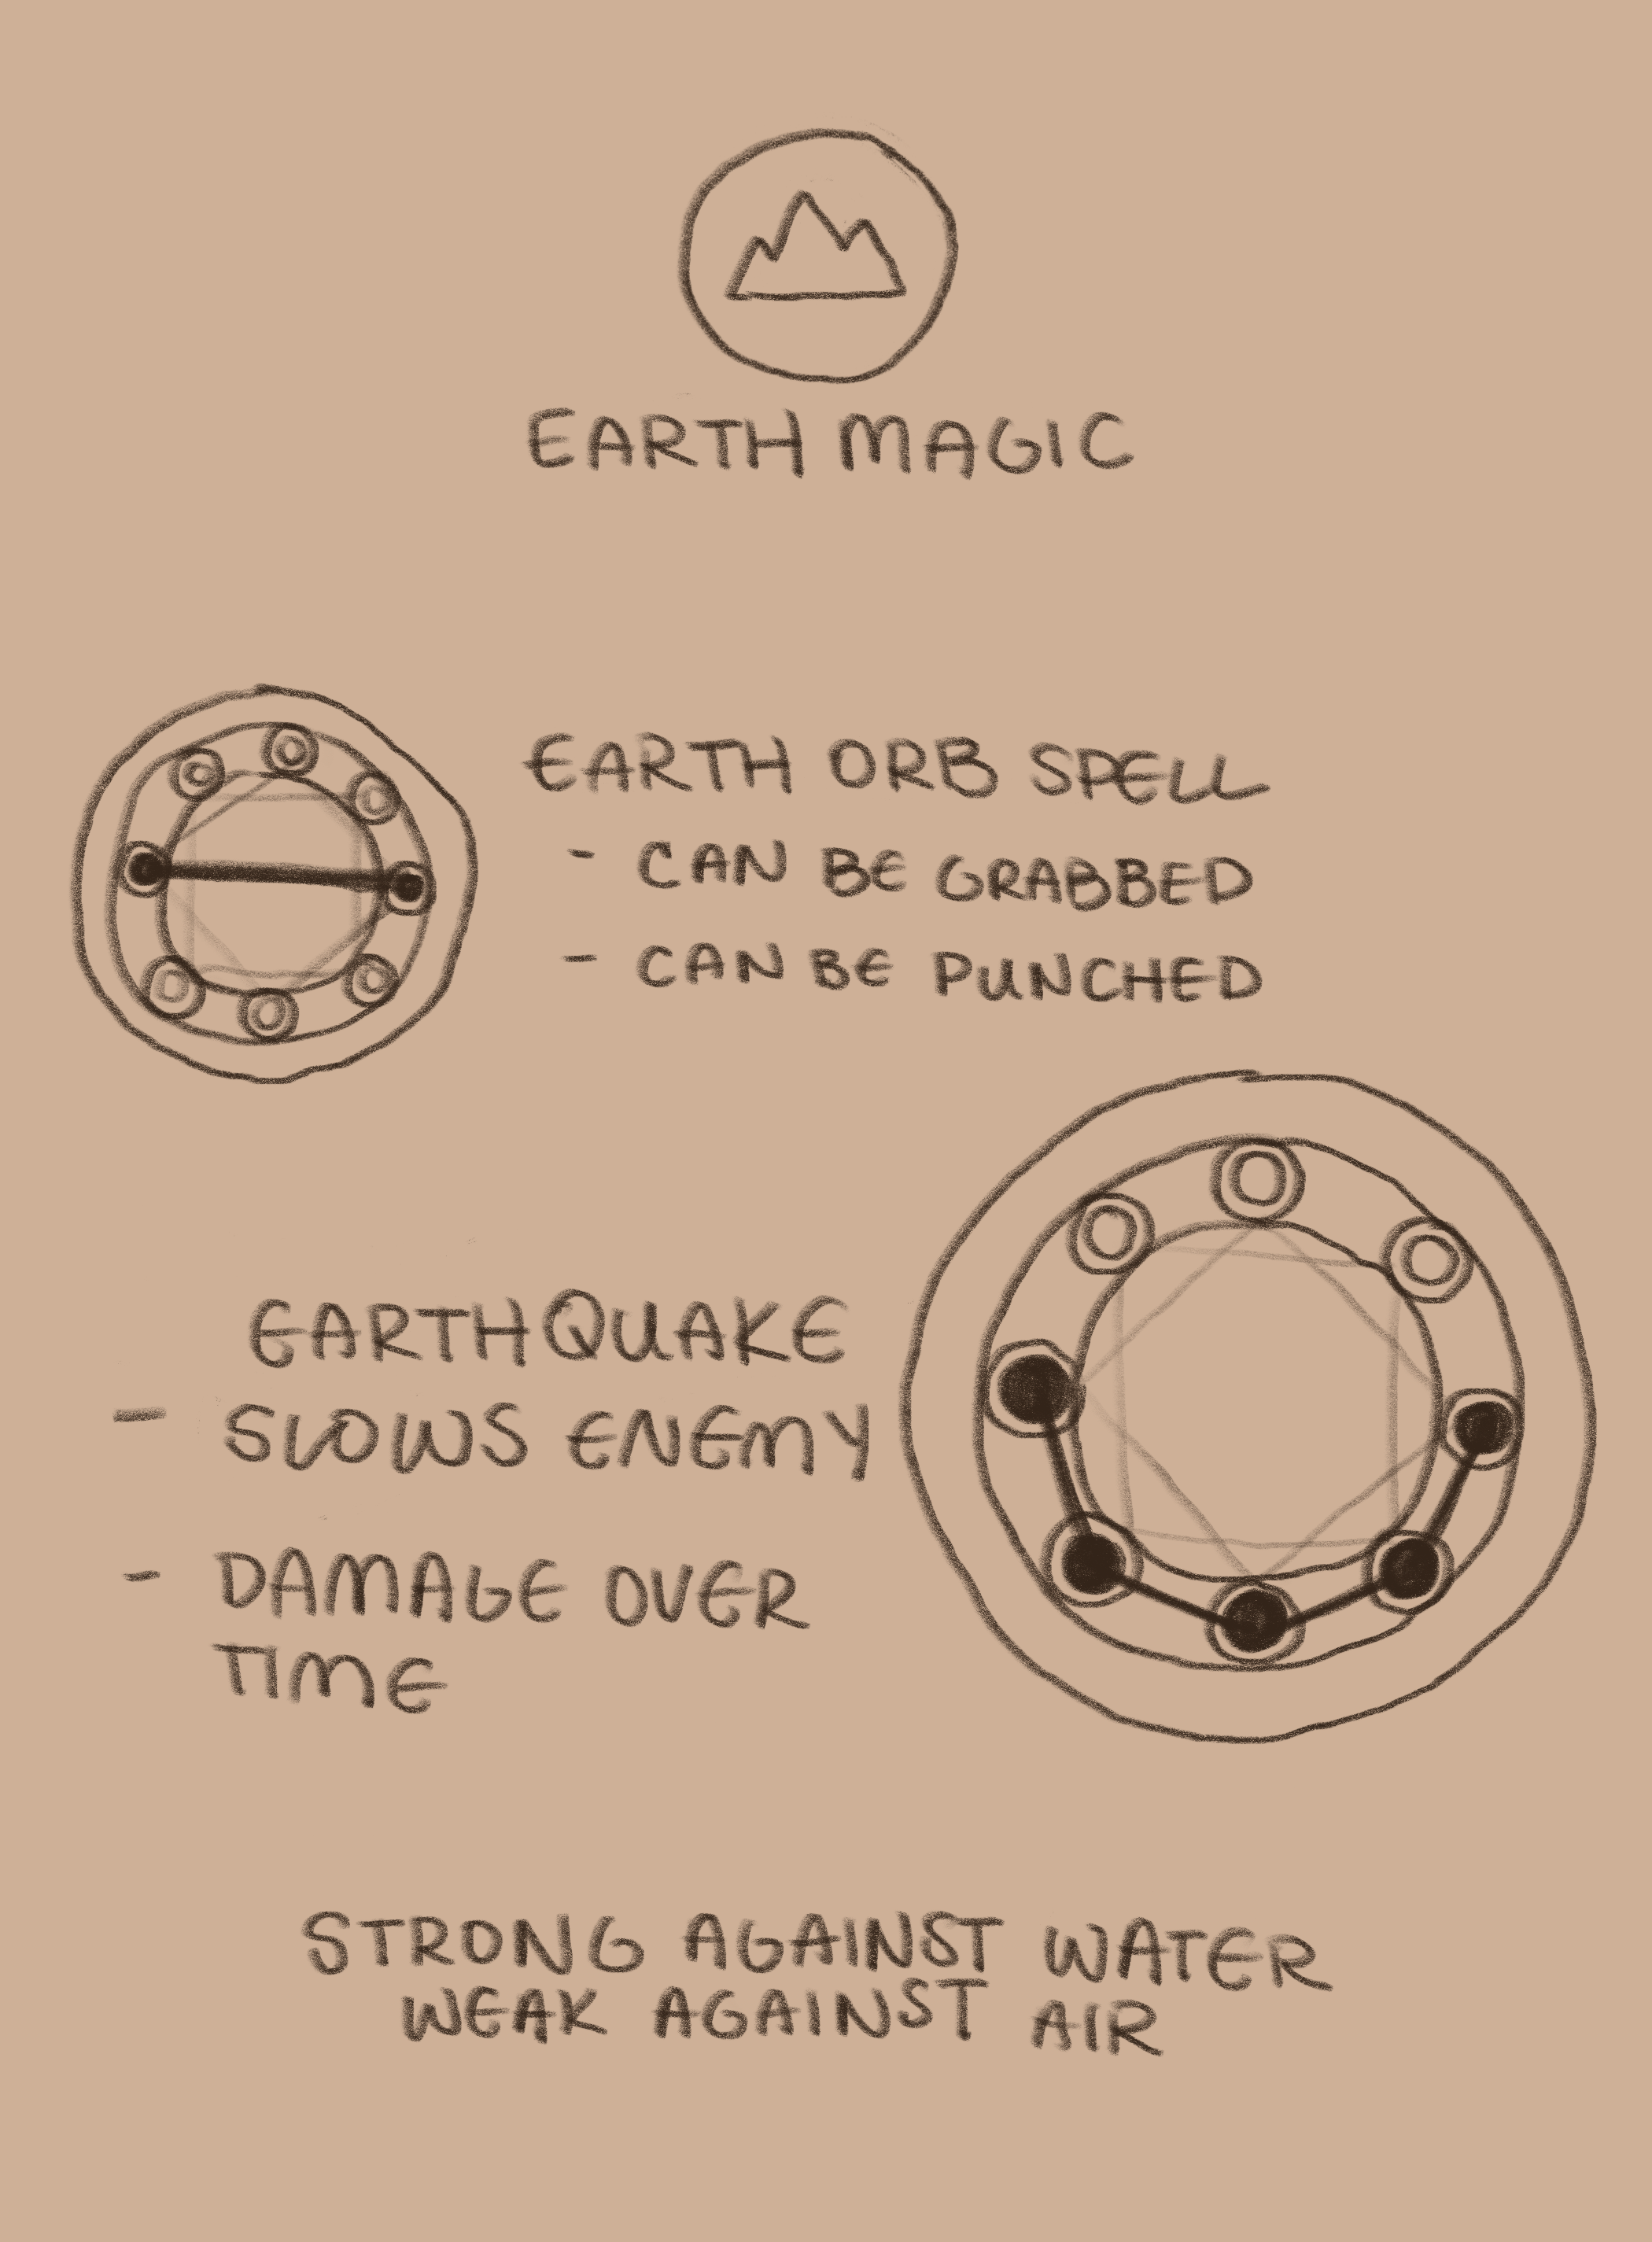 EARTH MAGIC
EARTH ORB SPELL
- CAN BE GRABBED
- CAN BE PUNCHED
EARTHQUAKE
- SLOWS ENEMY
- DAMAGE OVER
TIME
STRONG AGAINST WATER
WEAK AGAINST AIR